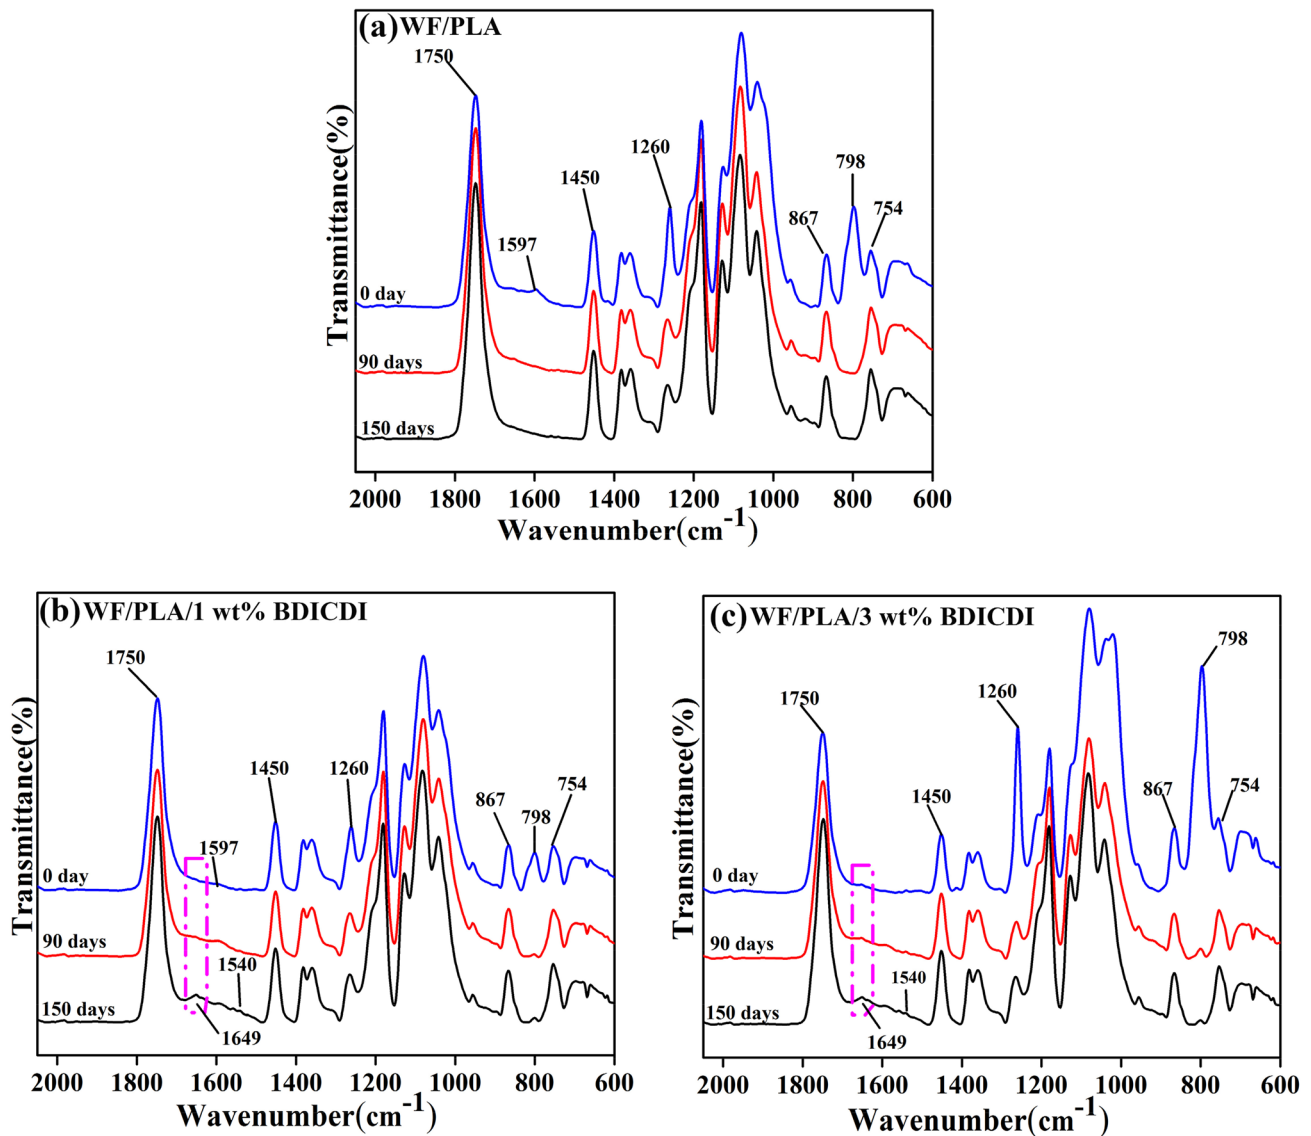 (a) WF/PLA
1750
1597
1450
1260
867
798
754
0 day
90 days
150 days
Transmittance(%)
2000 1800 1600 1400 1200 1000 800 600
Wavenumber(cm-1)
(b) WF/PLA/1 wt% BDICDI
1750
1597
1450
1260
867
798
754
0 day
90 days
1540
150 days
1649
Transmittance(%)
2000 1800 1600 1400 1200 1000 800 600
Wavenumber(cm-1)
(c) WF/PLA/3 wt% BDICDI
1750
1450
1260
867
798
754
0 day
90 days
1540
150 days
1649
Transmittance(%)
2000 1800 1600 1400 1200 1000 800 600
Wavenumber(cm-1)